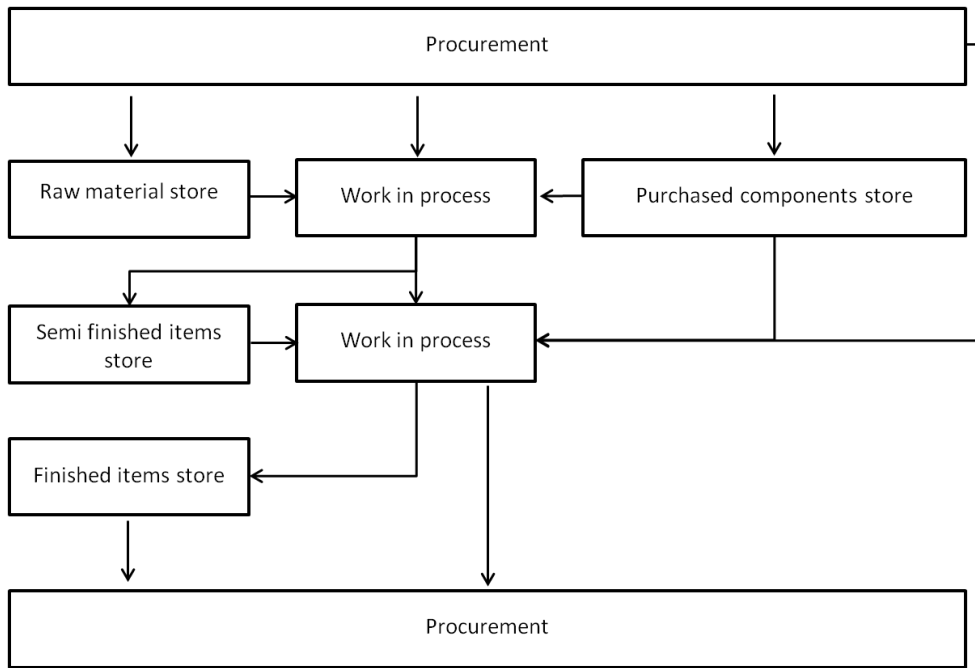 Procurement
Raw material store
Work in process
Purchased components store
Semi finished items
store
Work in process
Finished items store
Procurement